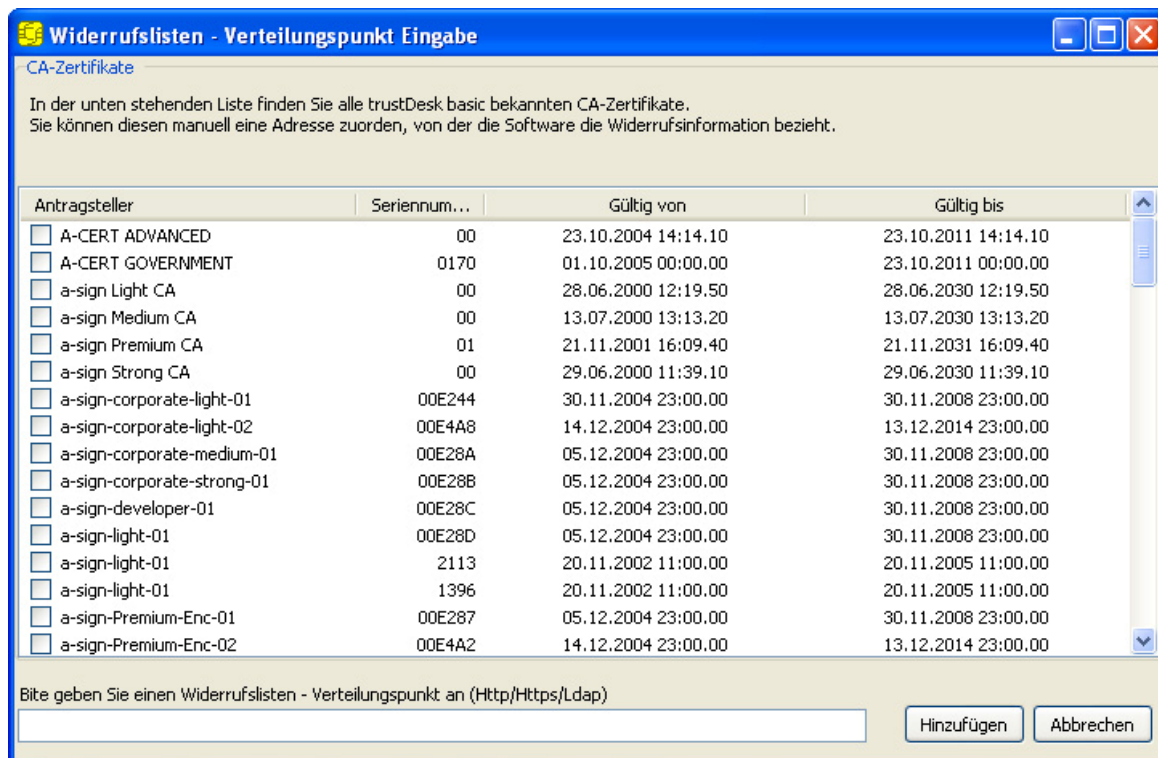 Widerrufslisten - Verteilungspunkt Eingabe
CA-Zertifikate
In der unten stehenden Liste finden Sie alle trustDesk basic bekannten CA-Zertifikate.
Sie können diesen manuell eine Adresse zuorden, von der die Software die Widerrufsinformation bezieht.
Antragsteller Seriennum... Gültig von Gültig bis
A-CERT ADVANCED 00 23.10.2004 14:14.10 23.10.2011 14:14.10
A-CERT GOVERNMENT 0170 01.10.2005 00:00.00 23.10.2011 00:00.00
a-sign Light CA 00 28.06.2000 12:19.50 28.06.2030 12:19.50
a-sign Medium CA 00 13.07.2000 13:13.20 13.07.2030 13:13.20
a-sign Premium CA 01 21.11.2001 16:09.40 21.11.2031 16:09.40
a-sign Strong CA 00 29.06.2000 11:39.10 29.06.2030 11:39.10
a-sign-corporate-light-01 00E244 30.11.2004 23:00.00 30.11.2008 23:00.00
a-sign-corporate-light-02 00E4A8 14.12.2004 23:00.00 13.12.2014 23:00.00
a-sign-corporate-medium-01 00E28A 05.12.2004 23:00.00 30.11.2008 23:00.00
a-sign-corporate-strong-01 00E28B 05.12.2004 23:00.00 30.11.2008 23:00.00
a-sign-developer-01 00E28C 05.12.2004 23:00.00 30.11.2008 23:00.00
a-sign-light-01 00E28D 05.12.2004 23:00.00 30.11.2008 23:00.00
a-sign-light-01 2113 20.11.2002 11:00.00 20.11.2005 11:00.00
a-sign-light-01 1396 20.11.2002 11:00.00 20.11.2005 11:00.00
a-sign-Premium-Enc-01 00E287 05.12.2004 23:00.00 30.11.2008 23:00.00
a-sign-Premium-Enc-02 00E4A2 14.12.2004 23:00.00 13.12.2014 23:00.00
Bite geben Sie einen Widerrufslisten - Verteilungspunkt an (Http/Https/Ldap)
Hinzufügen Abbrechen